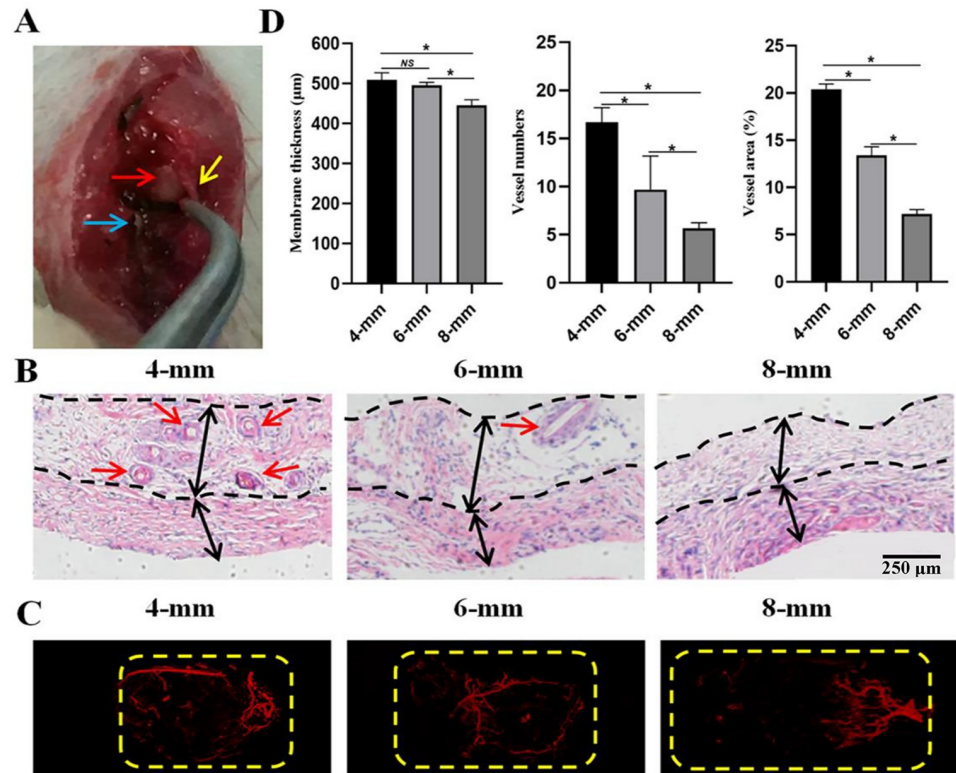 A
D
Membrane thickness (μm)
600
500
400
300
200
100
0
*
NS
*
4-mm
6-mm
8-mm
Vessel numbers
25
20
15
10
5
0
*
*
*
4-mm
6-mm
8-mm
Vessel area (%)
25
20
15
10
5
0
*
*
*
4-mm
6-mm
8-mm
B
4-mm
6-mm
8-mm
250 μm
C
4-mm
6-mm
8-mm